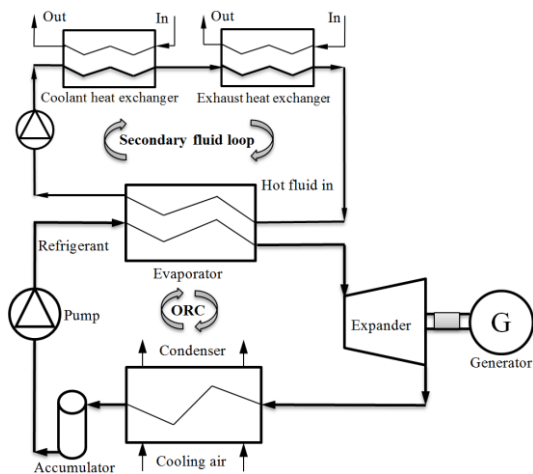 Out
In
Out
In
Coolant heat exchanger
Exhaust heat exchanger
Secondary fluid loop
Hot fluid in
Refrigerant
Evaporator
Pump
ORC
Expander
G
Generator
Condenser
Accumulator
Cooling air